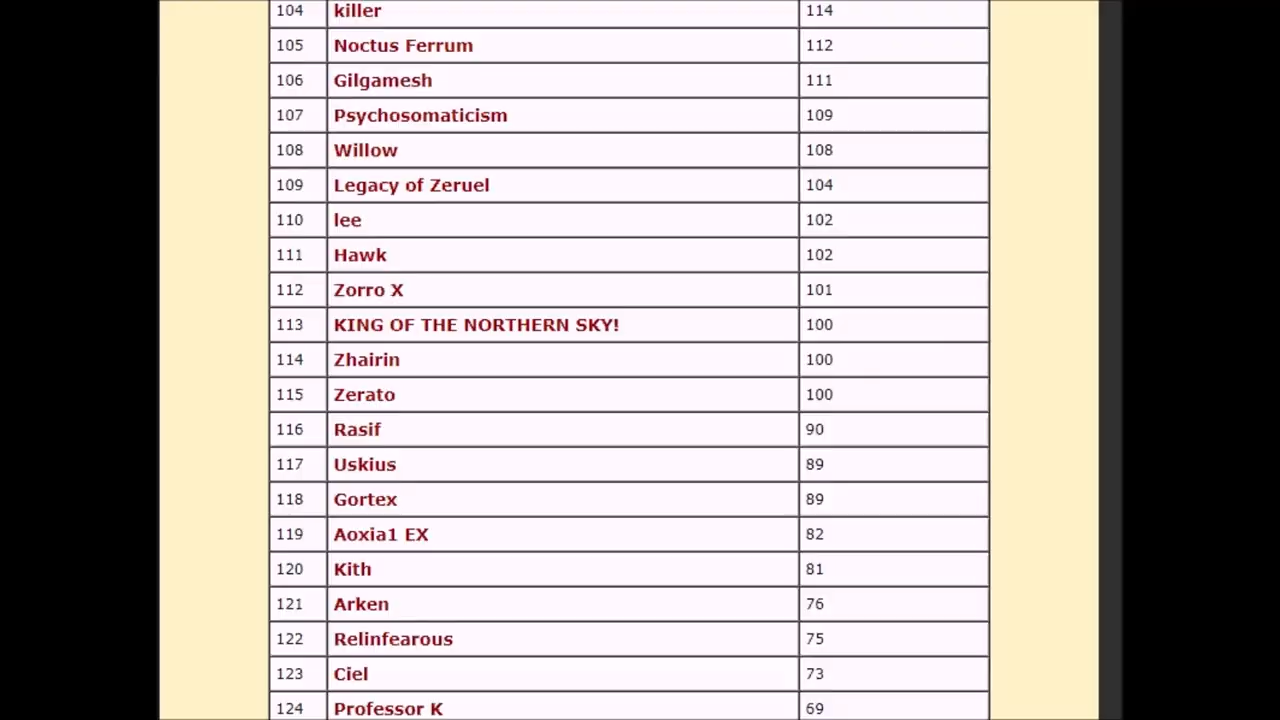 104 killer 114
105 Noctus Ferrum 112
106 Gilgamesh 111
107 Psychosomaticism 109
108 Willow 108
109 Legacy of Zeruel 104
110 lee 102
111 Hawk 102
112 Zorro X 101
113 KING OF THE NORTHERN SKY! 100
114 Zhairin 100
115 Zerato 100
116 Rasif 90
117 Uskius 89
118 Gortex 89
119 Aoxia1 EX 82
120 Kith 81
121 Arken 76
122 Relinfearous 75
123 Ciel 73
124 Professor K 69